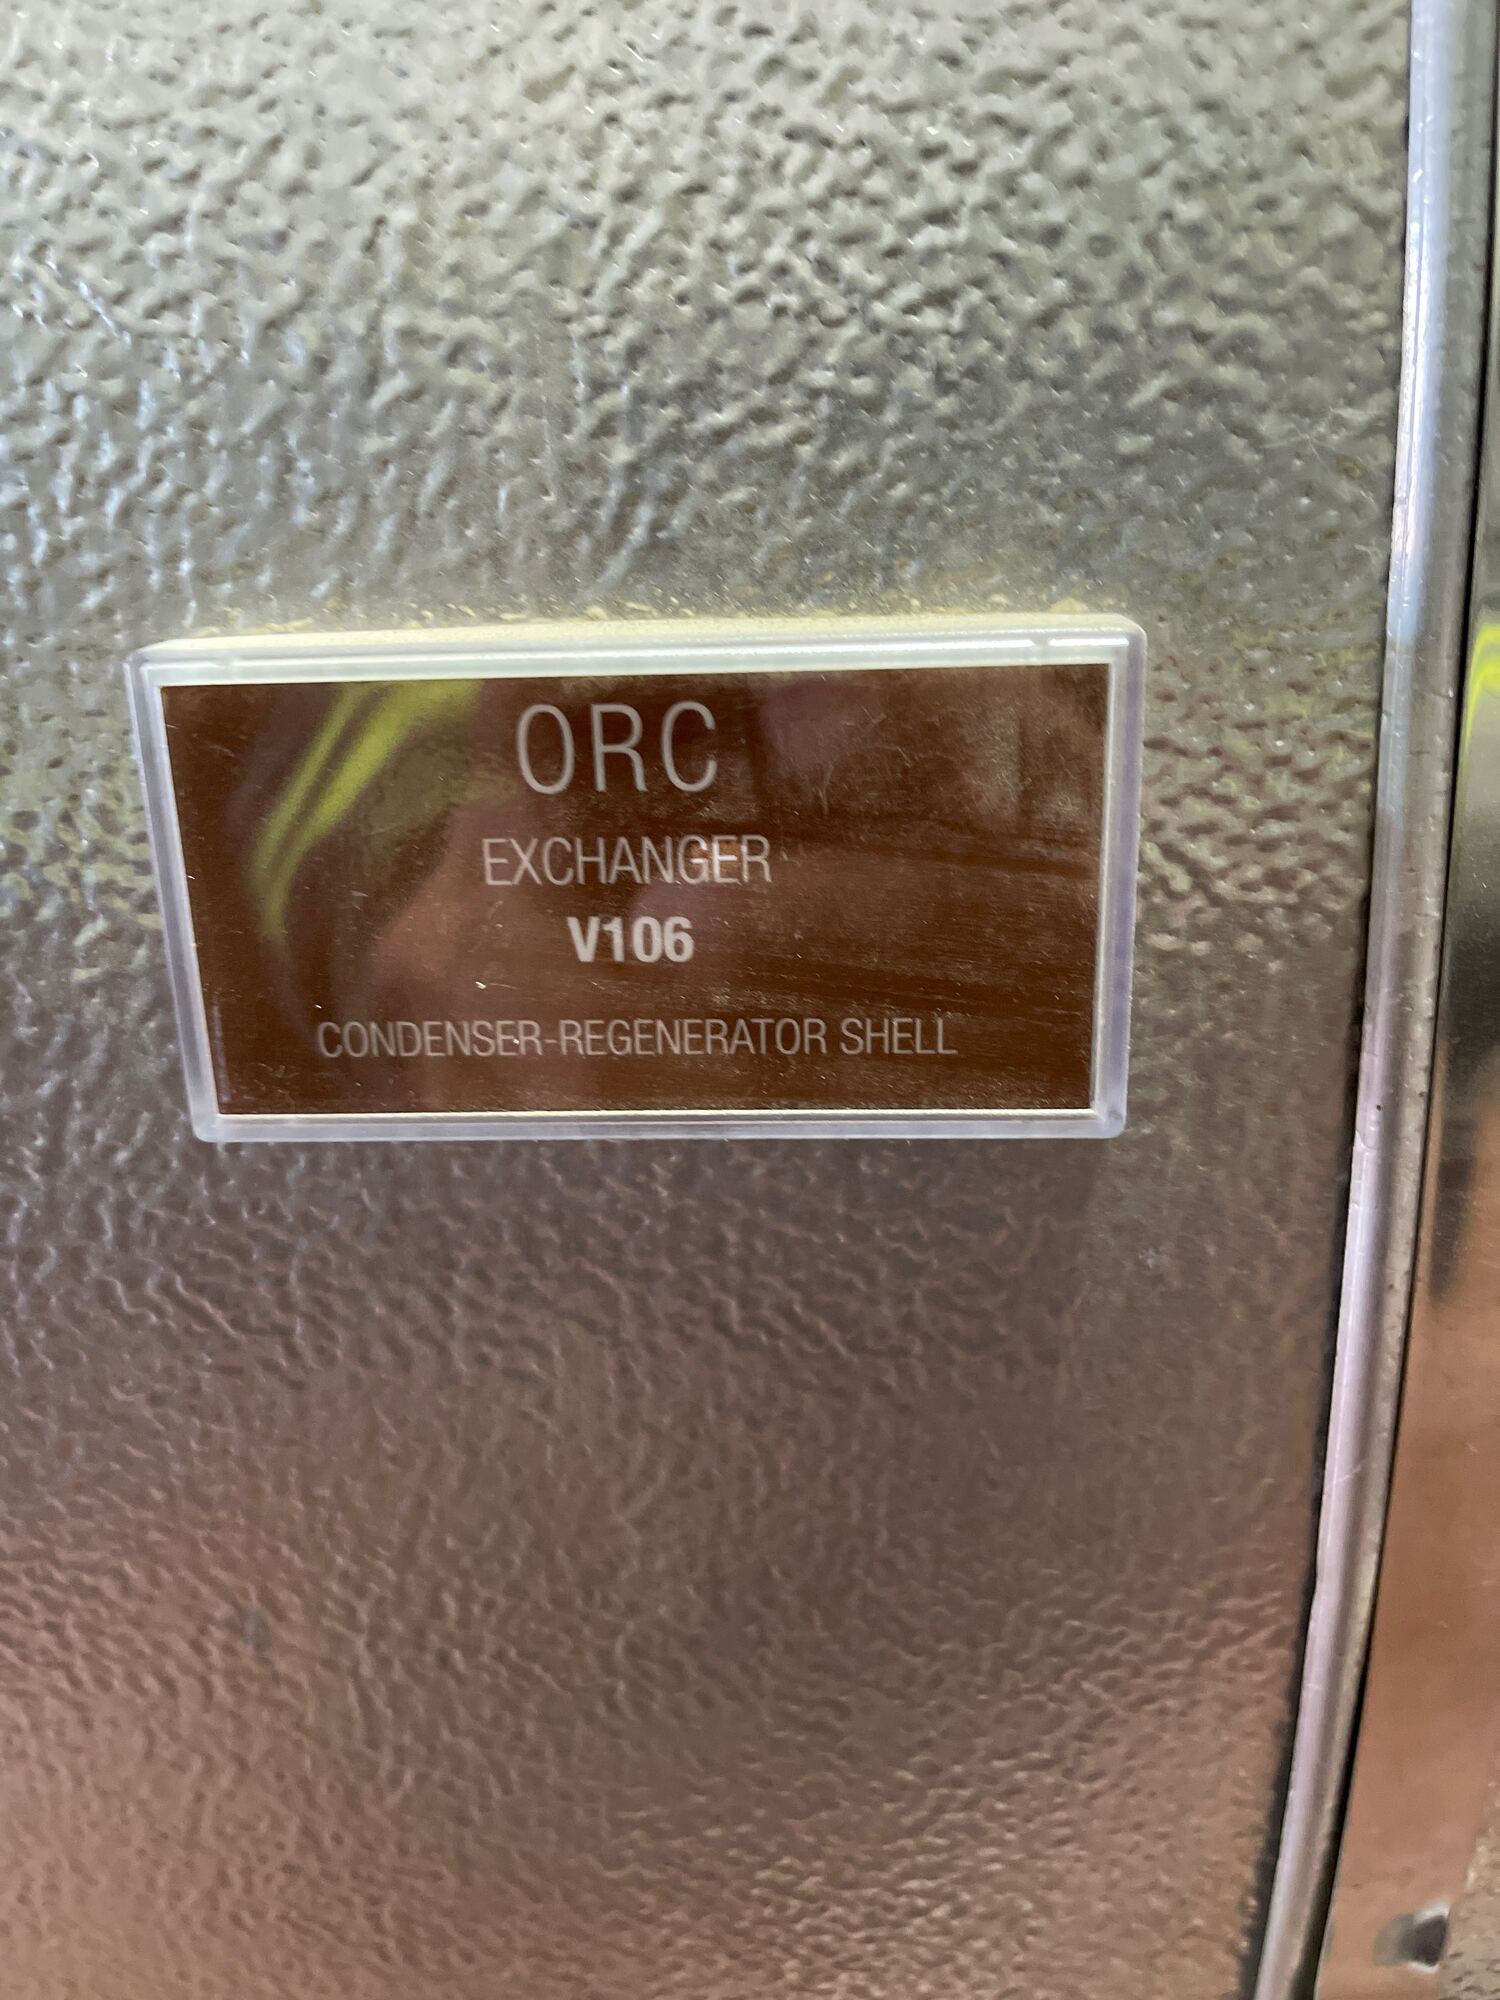 ORC
EXCHANGER
V106
CONDENSER-REGENERATOR SHELL